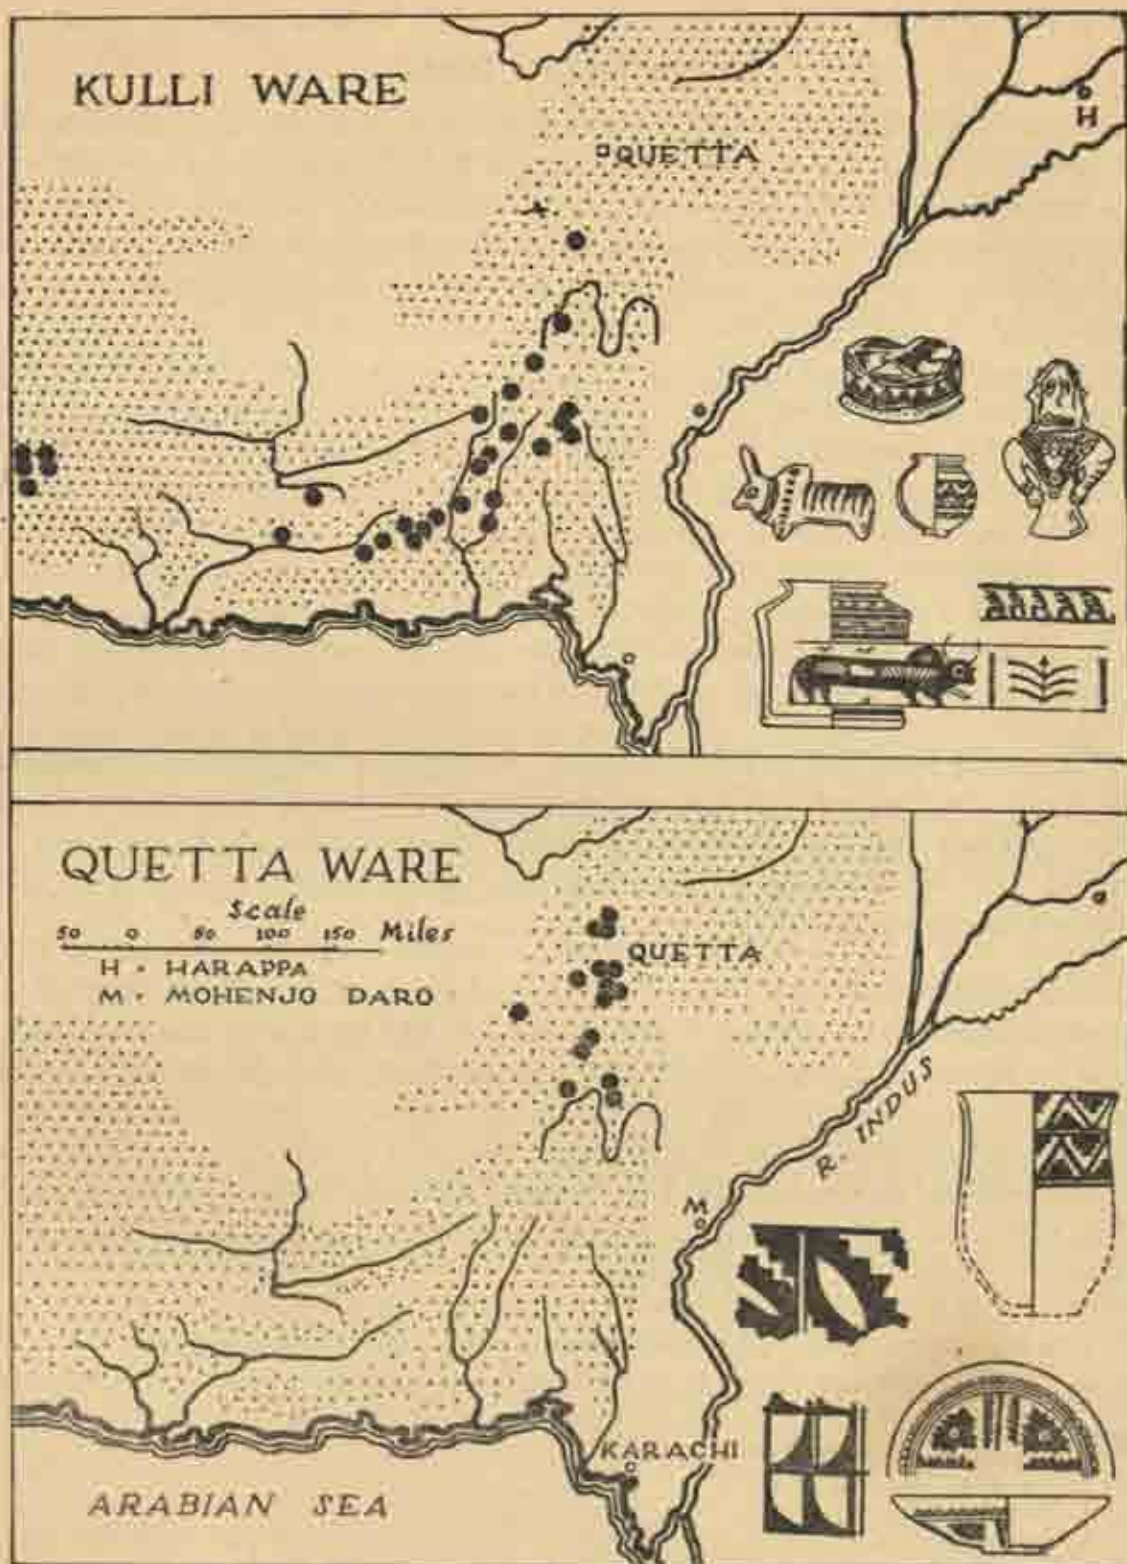 KULLI WARE
QUETTA
H
QUETTA WARE
Scale
50 0 50 100 150 Miles
H • HARAPPA
M • MOHENJO DARO
QUETTA
R. INDUS
M
KARACHI
ARABIAN SEA